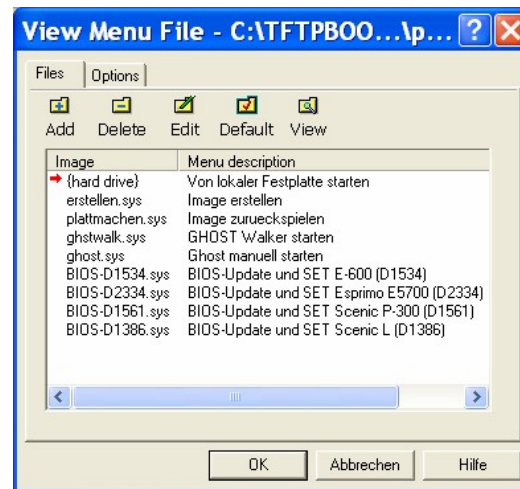 View Menu File - C:\TFTPBOO...\p...
Files Options
Add Delete Edit Default View
Image Menu description
{hard drive} Von lokaler Festplatte starten
erstellen.sys Image erstellen
plattmachen.sys Image zurueckspielen
ghstwalk.sys GHOST Walker starten
ghost.sys Ghost manuell starten
BIOS-D1534.sys BIOS-Update und SET E-600 (D1534)
BIOS-D2334.sys BIOS-Update und SET Esprimo E5700 (D2334)
BIOS-D1561.sys BIOS-Update und SET Scenic P-300 (D1561)
BIOS-D1386.sys BIOS-Update und SET Scenic L (D1386)
OK Abbrechen Hilfe